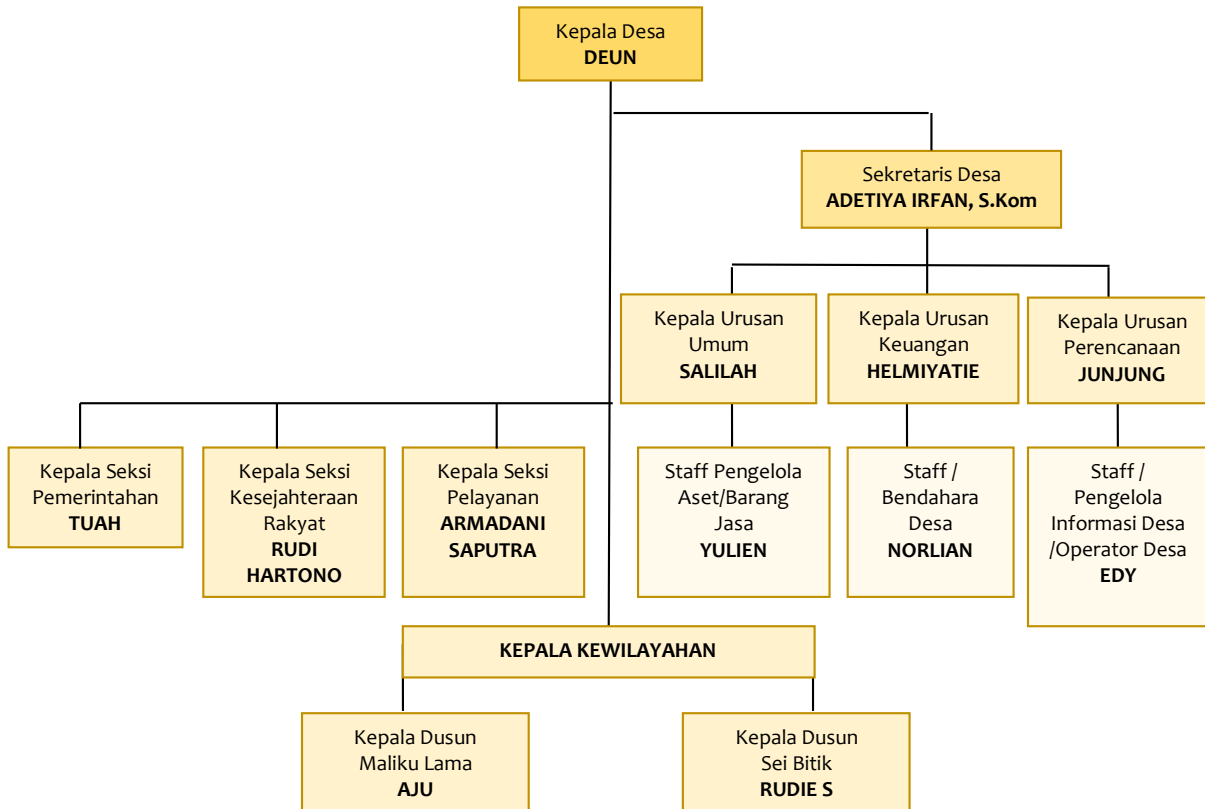 Kepala Desa
DEUN
Sekretaris Desa
ADETIYA IRFAN, S.Kom
Kepala Urusan
Umum
SALILAH
Kepala Urusan
Keuangan
HELMIYATIE
Kepala Urusan
Perencanaan
JUNJUNG
Kepala Seksi
Pemerintahan
TUAH
Kepala Seksi
Kesejahteraan
Rakyat
RUDI
HARTONO
Kepala Seksi
Pelayanan
ARMADANI
SAPUTRA
Staff Pengelola
Aset/Barang
Jasa
YULIEN
Staff /
Bendahara
Desa
NORLIAN
Staff /
Pengelola
Informasi Desa
/Operator Desa
EDY
KEPALA KEWILAYAHAN
Kepala Dusun
Maliku Lama
AJU
Kepala Dusun
Sei Bitik
RUDIE S